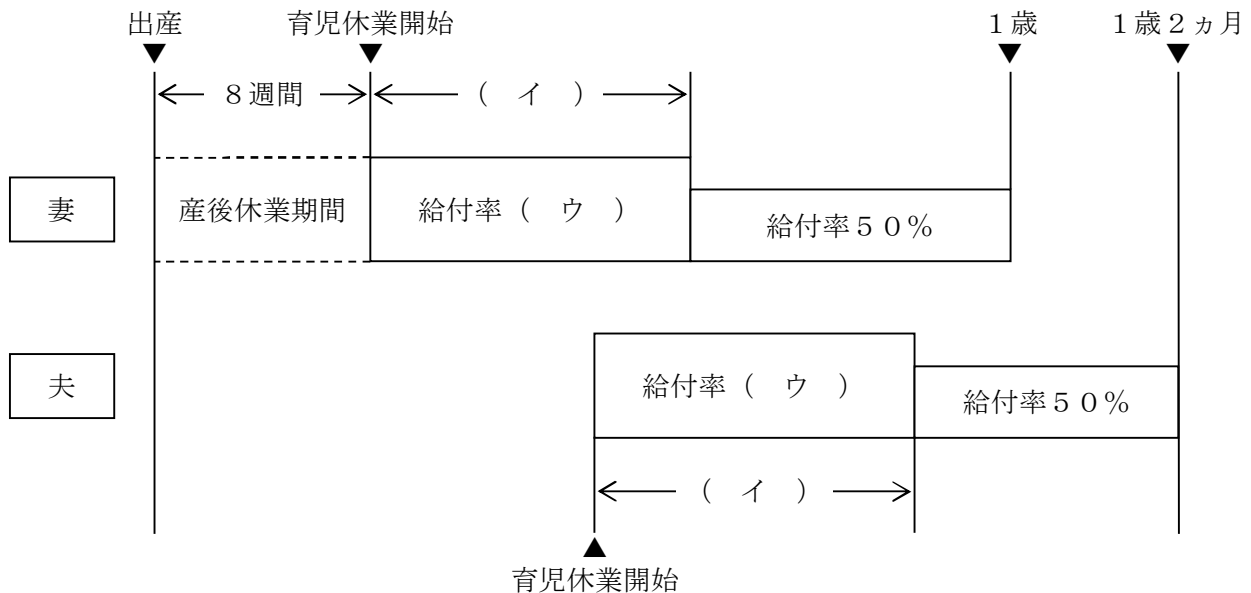 出産
育児休業開始
１歳
１歳２ヵ月
８週間
（　イ　）
妻
産後休業期間
給付率（　ウ　）
給付率５０％
夫
給付率（　ウ　）
給付率５０％
（　イ　）
育児休業開始